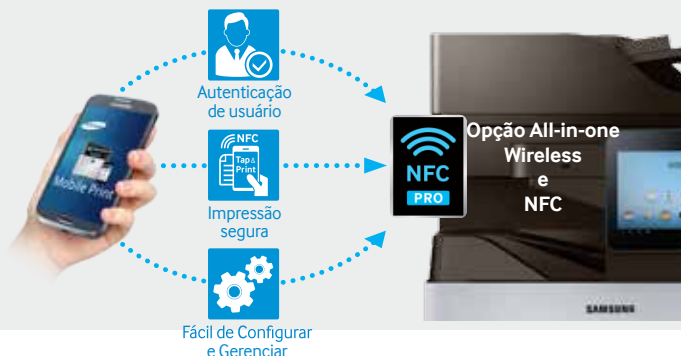 Autenticação
de usuário
NFC
Tap &
Print
Impressão
segura
Fácil de Configurar
e Gerenciar
Mobile Print
NFC
PRO
Opção All-in-one
Wireless
e
NFC
SAMSUNG